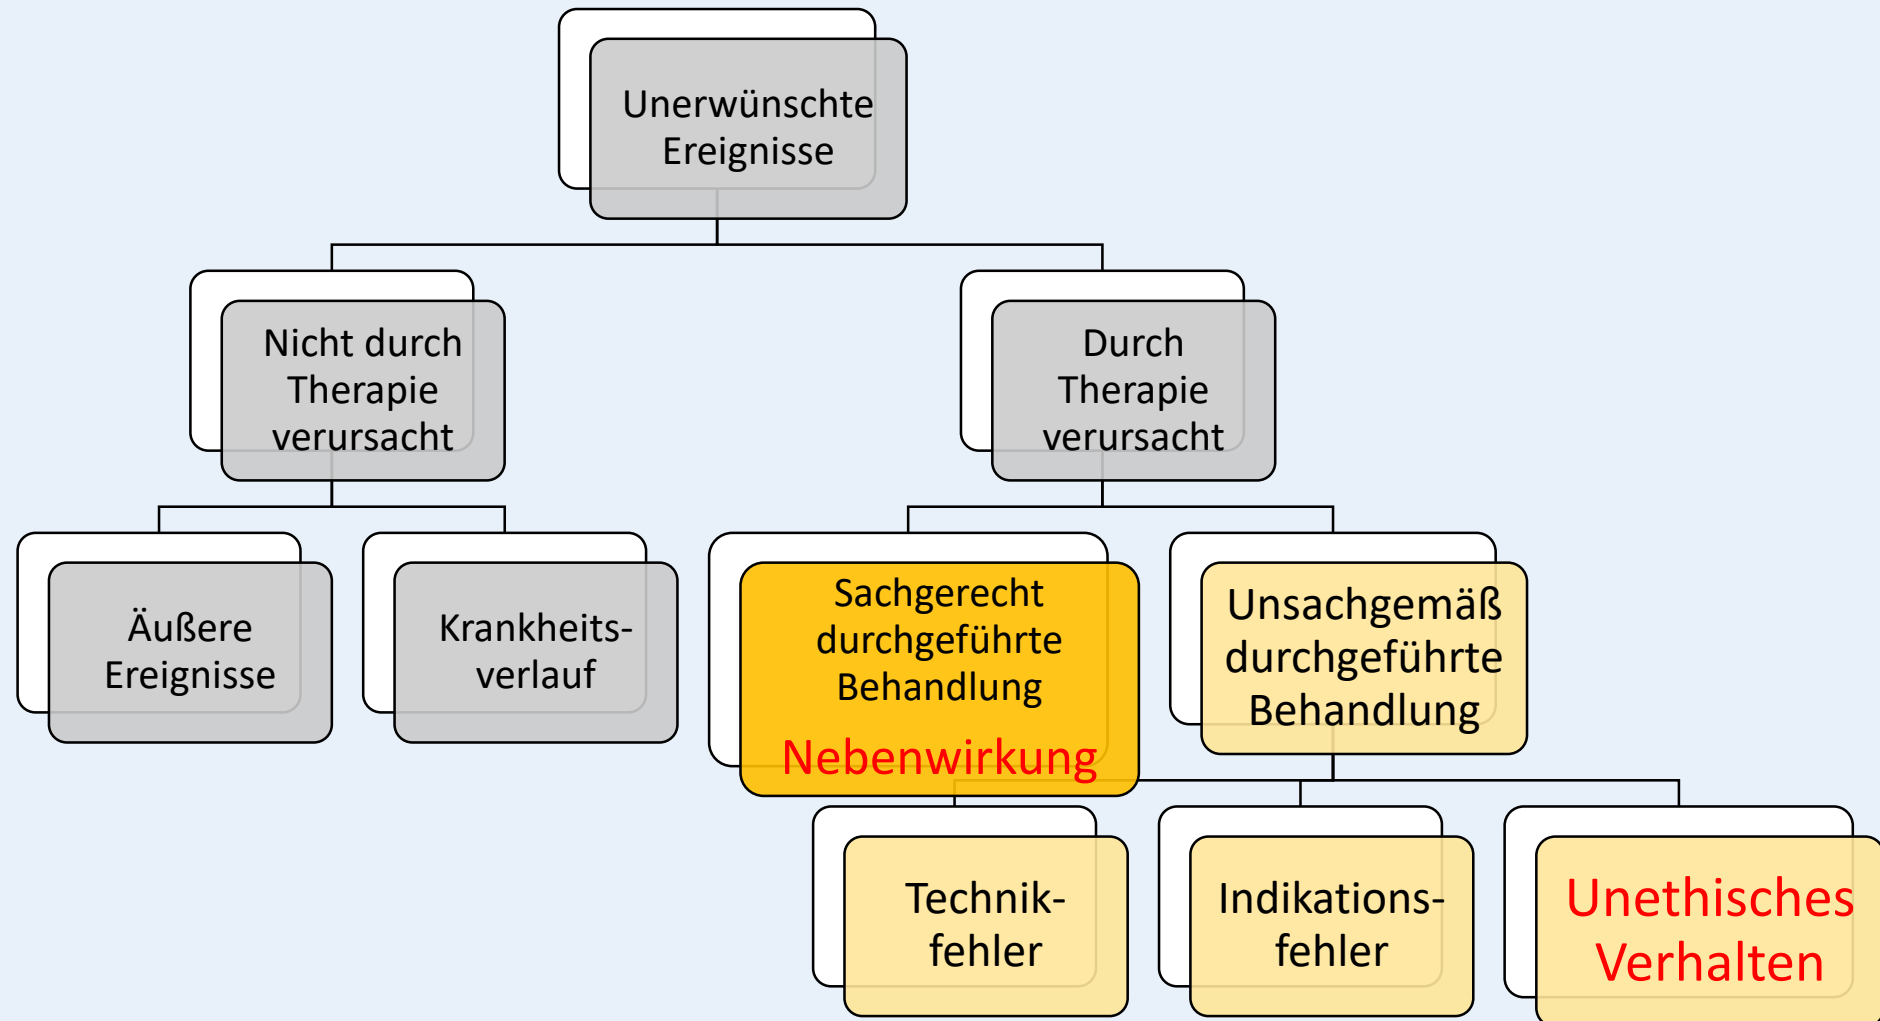 Unerwünschte
Ereignisse
Nicht durch
Therapie
verursacht
Durch
Therapie
verursacht
Äußere
Ereignisse
Krankheits-
verlauf
Sachgerecht
durchgeführte
Behandlung
Nebenwirkung
Unsachgemäß
durchgeführte
Behandlung
Technik-
fehler
Indikations-
fehler
Unethisches
Verhalten